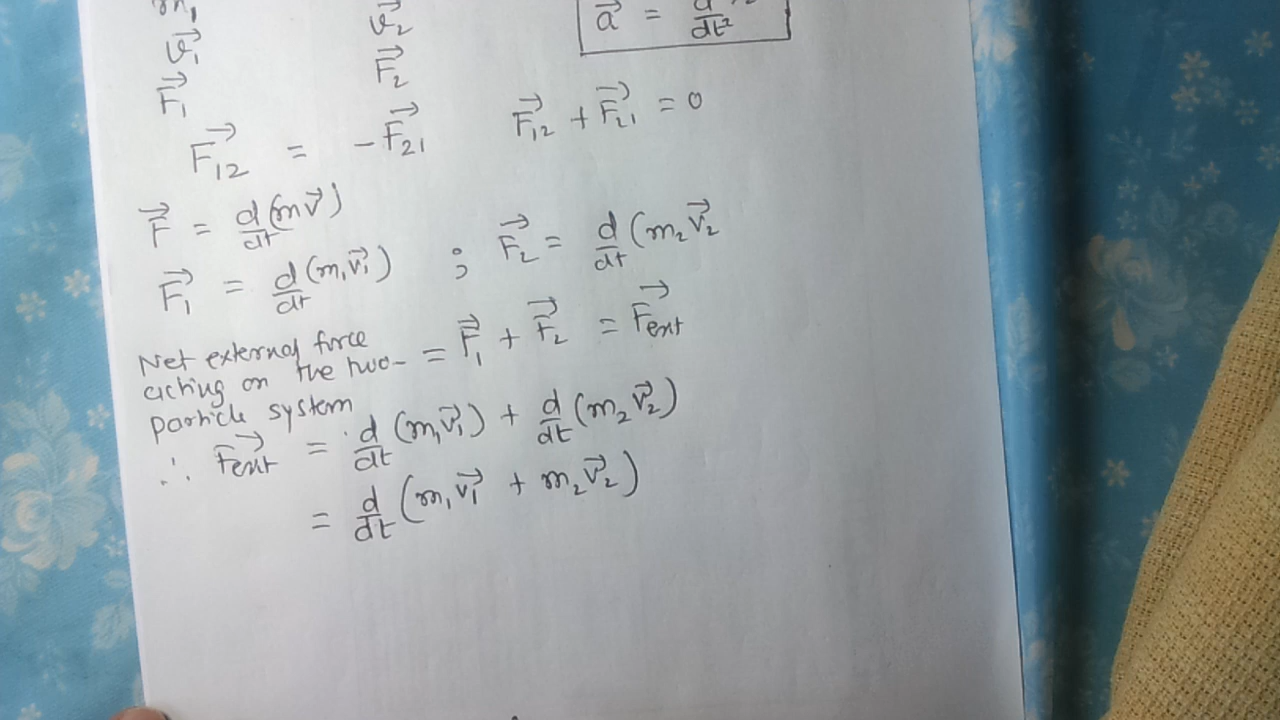 m₁
v⃗₁ v⃗₂ a⃗ = d/dt²
F⃗₁ F⃗₂
F⃗₁₂ = -F⃗₂₁ F⃗₁₂ + F⃗₂₁ = 0
F⃗ = d/dt (mv⃗)
F⃗₁ = d/dt (m₁v⃗₁) ; F⃗₂ = d/dt (m₂v⃗₂
Net external force
acting on the two- = F⃗₁ + F⃗₂ = F⃗ext
particle system
∴ F⃗ext = d/dt (m₁v⃗₁) + d/dt (m₂v⃗₂)
= d/dt (m₁v⃗₁ + m₂v⃗₂)